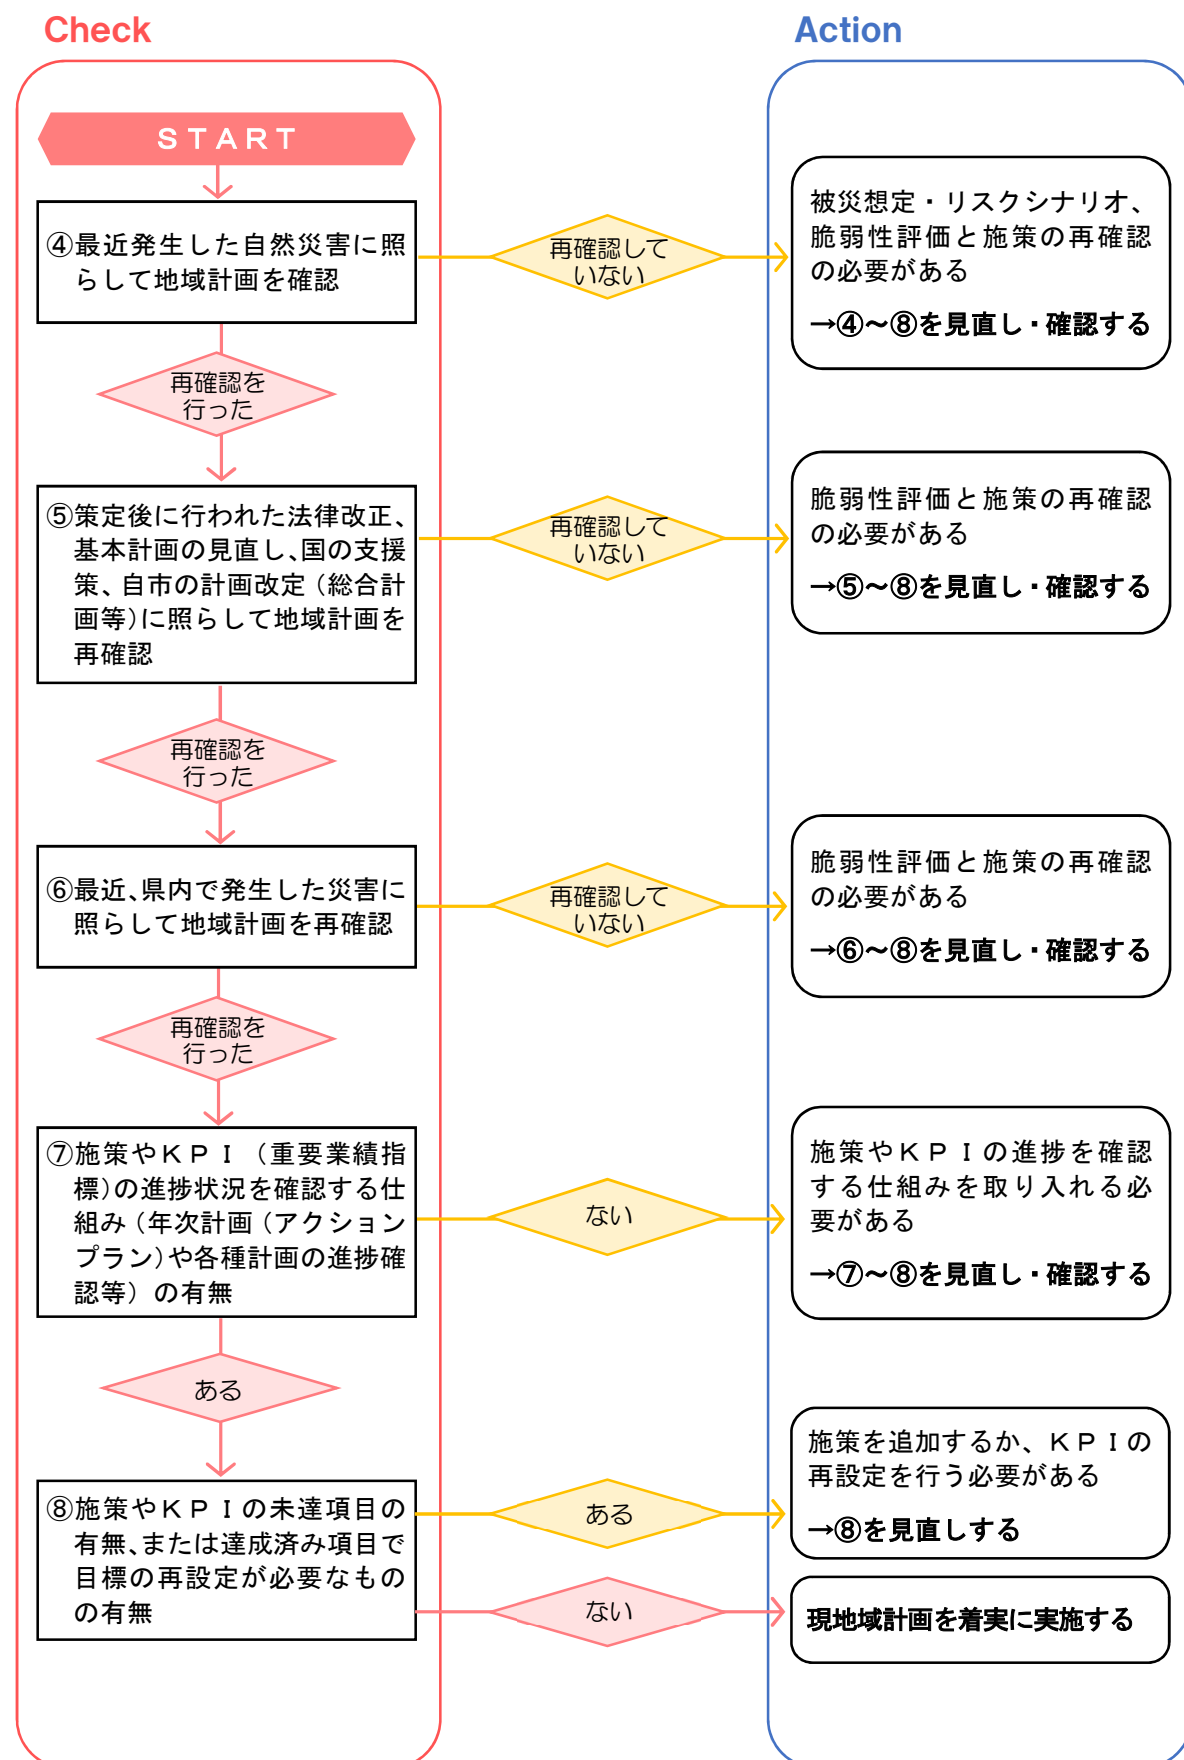 Check
Action
ＳＴＡＲＴ
④最近発生した自然災害に照
らして地域計画を確認
再確認して
いない
被災想定・リスクシナリオ、
脆弱性評価と施策の再確認
の必要がある
→④～⑧を見直し・確認する
再確認を
行った
⑤策定後に行われた法律改正、
基本計画の見直し、国の支援
策、自市の計画改定（総合計
画等）に照らして地域計画を
再確認
再確認して
いない
脆弱性評価と施策の再確認
の必要がある
→⑤～⑧を見直し・確認する
再確認を
行った
⑥最近、県内で発生した災害に
照らして地域計画を再確認
再確認して
いない
脆弱性評価と施策の再確認
の必要がある
→⑥～⑧を見直し・確認する
再確認を
行った
⑦施策やＫＰＩ（重要業績指
標）の進捗状況を確認する仕
組み（年次計画（アクション
プラン）や各種計画の進捗確
認等）の有無
ない
施策やＫＰＩの進捗を確認
する仕組みを取り入れる必
要がある
→⑦～⑧を見直し・確認する
ある
⑧施策やＫＰＩの未達項目の
有無、または達成済み項目で
目標の再設定が必要なもの
の有無
ある
施策を追加するか、ＫＰＩの
再設定を行う必要がある
→⑧を見直しする
ない
現地域計画を着実に実施する